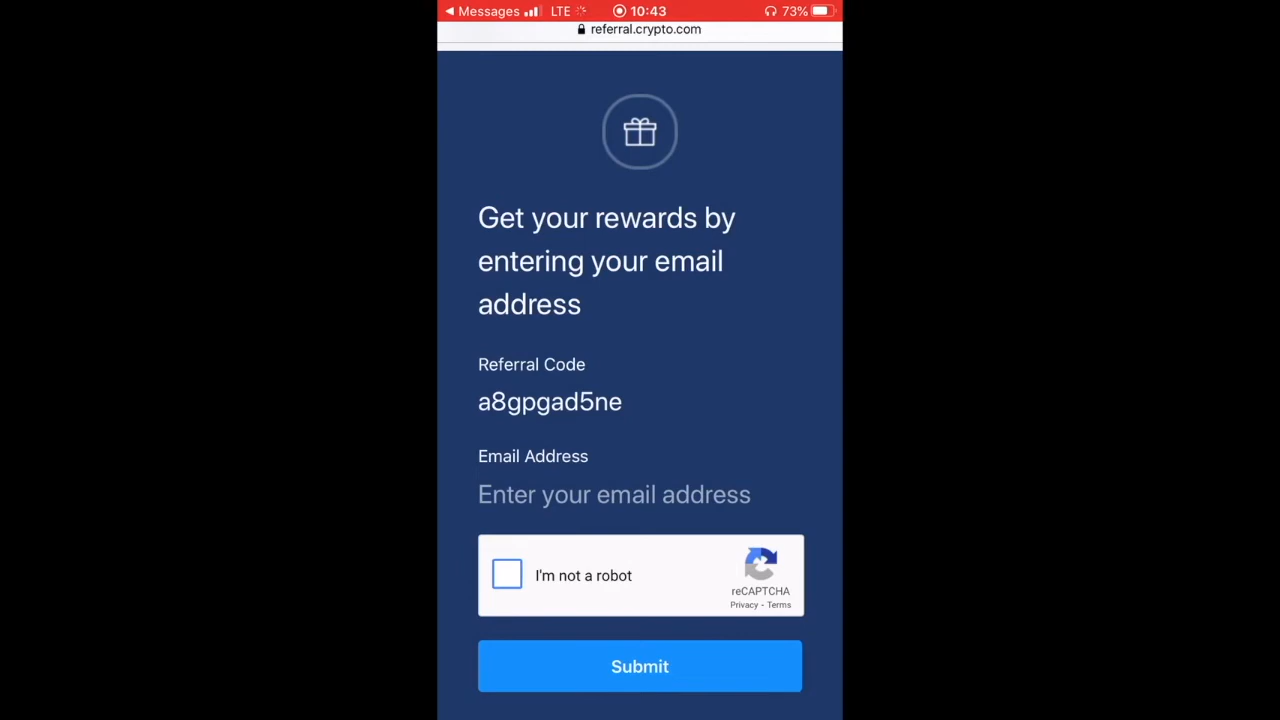 Messages LTE 10:43 73%
referral.crypto.com
Get your rewards by
entering your email
address
Referral Code
a8gpgad5ne
Email Address
Enter your email address
I'm not a robot
reCAPTCHA
Privacy - Terms
Submit